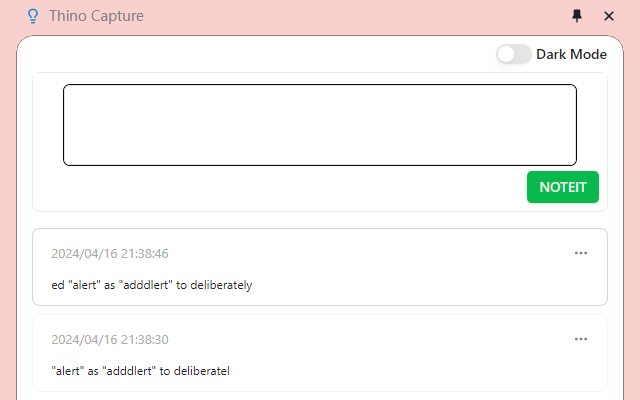 Thino Capture
Dark Mode
NOTEIT
2024/04/16 21:38:46
ed "alert" as "adddlert" to deliberately
2024/04/16 21:38:30
"alert" as "adddlert" to deliberatel